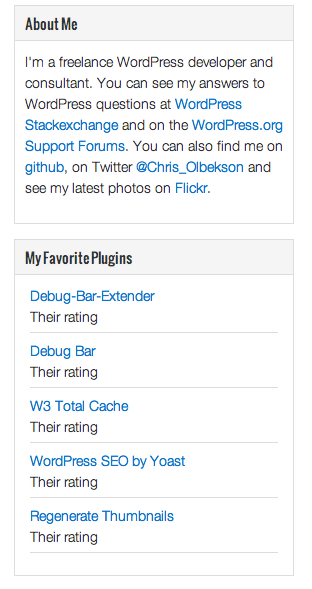 About Me
I'm a freelance WordPress developer and
consultant. You can see my answers to
WordPress questions at WordPress
Stackexchange and on the WordPress.org
Support Forums. You can also find me on
github, on Twitter @Chris_Olbekson and
see my latest photos on Flickr.
My Favorite Plugins
Debug-Bar-Extender
Their rating
Debug Bar
Their rating
W3 Total Cache
Their rating
WordPress SEO by Yoast
Their rating
Regenerate Thumbnails
Their rating